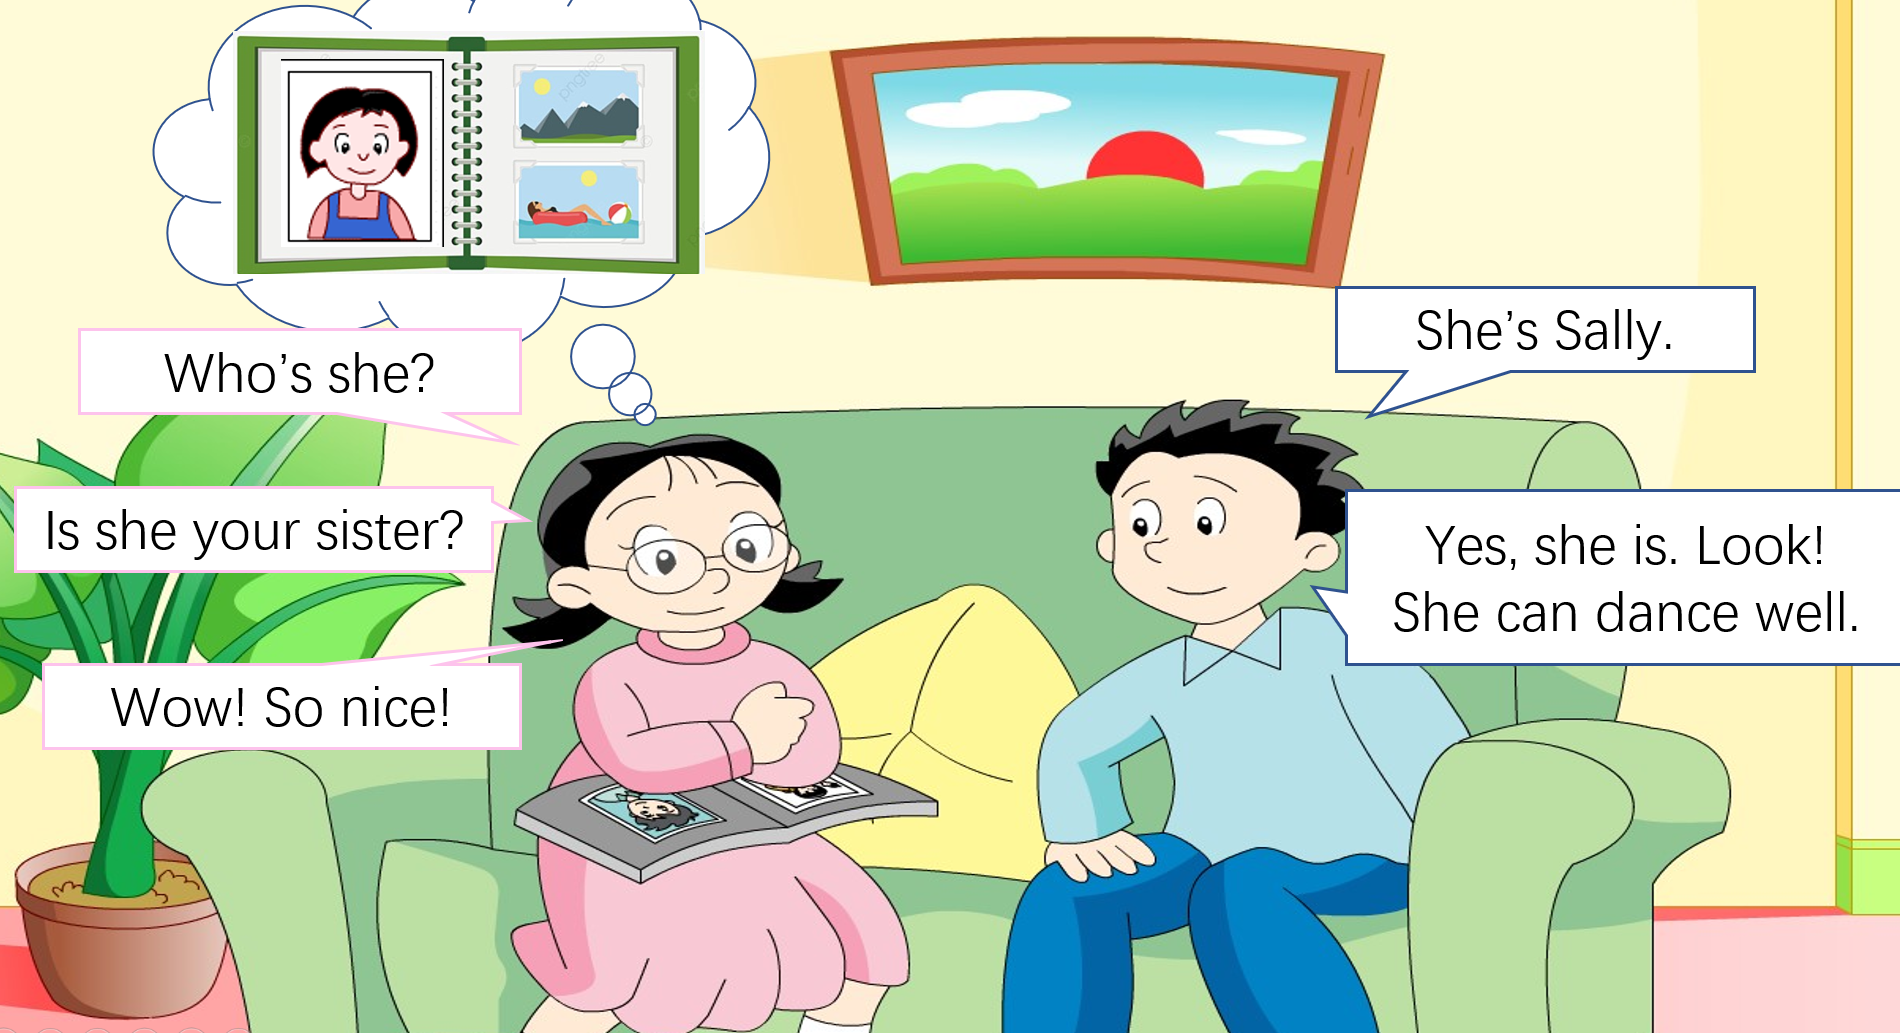 Who’s she?
She’s Sally.
Is she your sister?
Yes, she is. Look!
She can dance well.
Wow! So nice!
pngtree